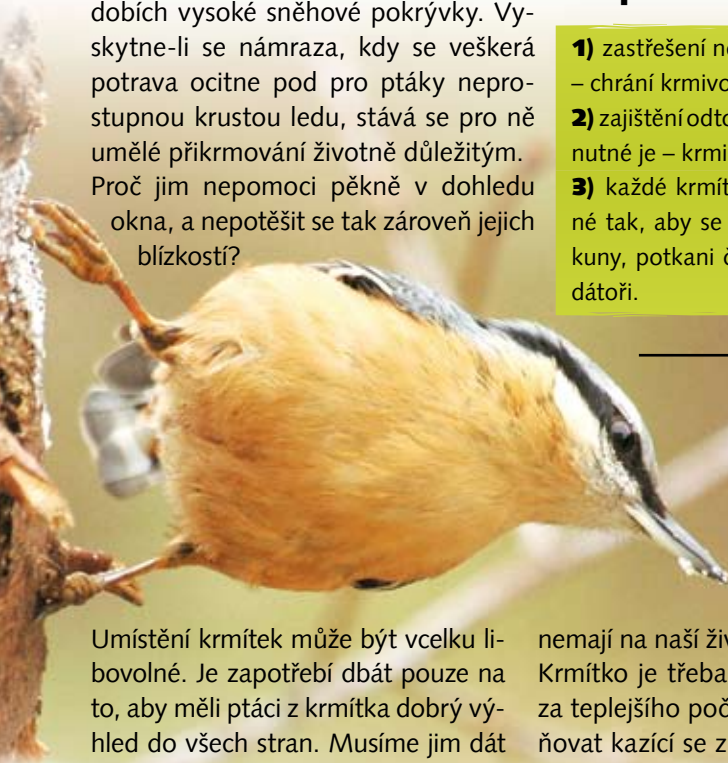 dobích vysoké sněhové pokrývky. Vy-
skytne-li se námraza, kdy se veškerá
potrava ocitne pod pro ptáky nepro-
stupnou krustou ledu, stává se pro ně
umělé přikrmování životně důležitým.
Proč jim nepomoci pěkně v dohledu
okna, a nepotěšit se tak zároveň jejich
blízkostí?
Umístění krmítek může být vcelku li-
bovolné. Je zapotřebí dbát pouze na
to, aby měli ptáci z krmítka dobrý vý-
hled do všech stran. Musíme jim dát
1) zastřešení
– chrání krmivo
2) zajištění
nutné je – krmi
3) každé krmít
né tak, aby se
kuny, potkani
dátoři.
nemají na naší
Krmítko je třeba
za teplejšího
ňovat kazící se